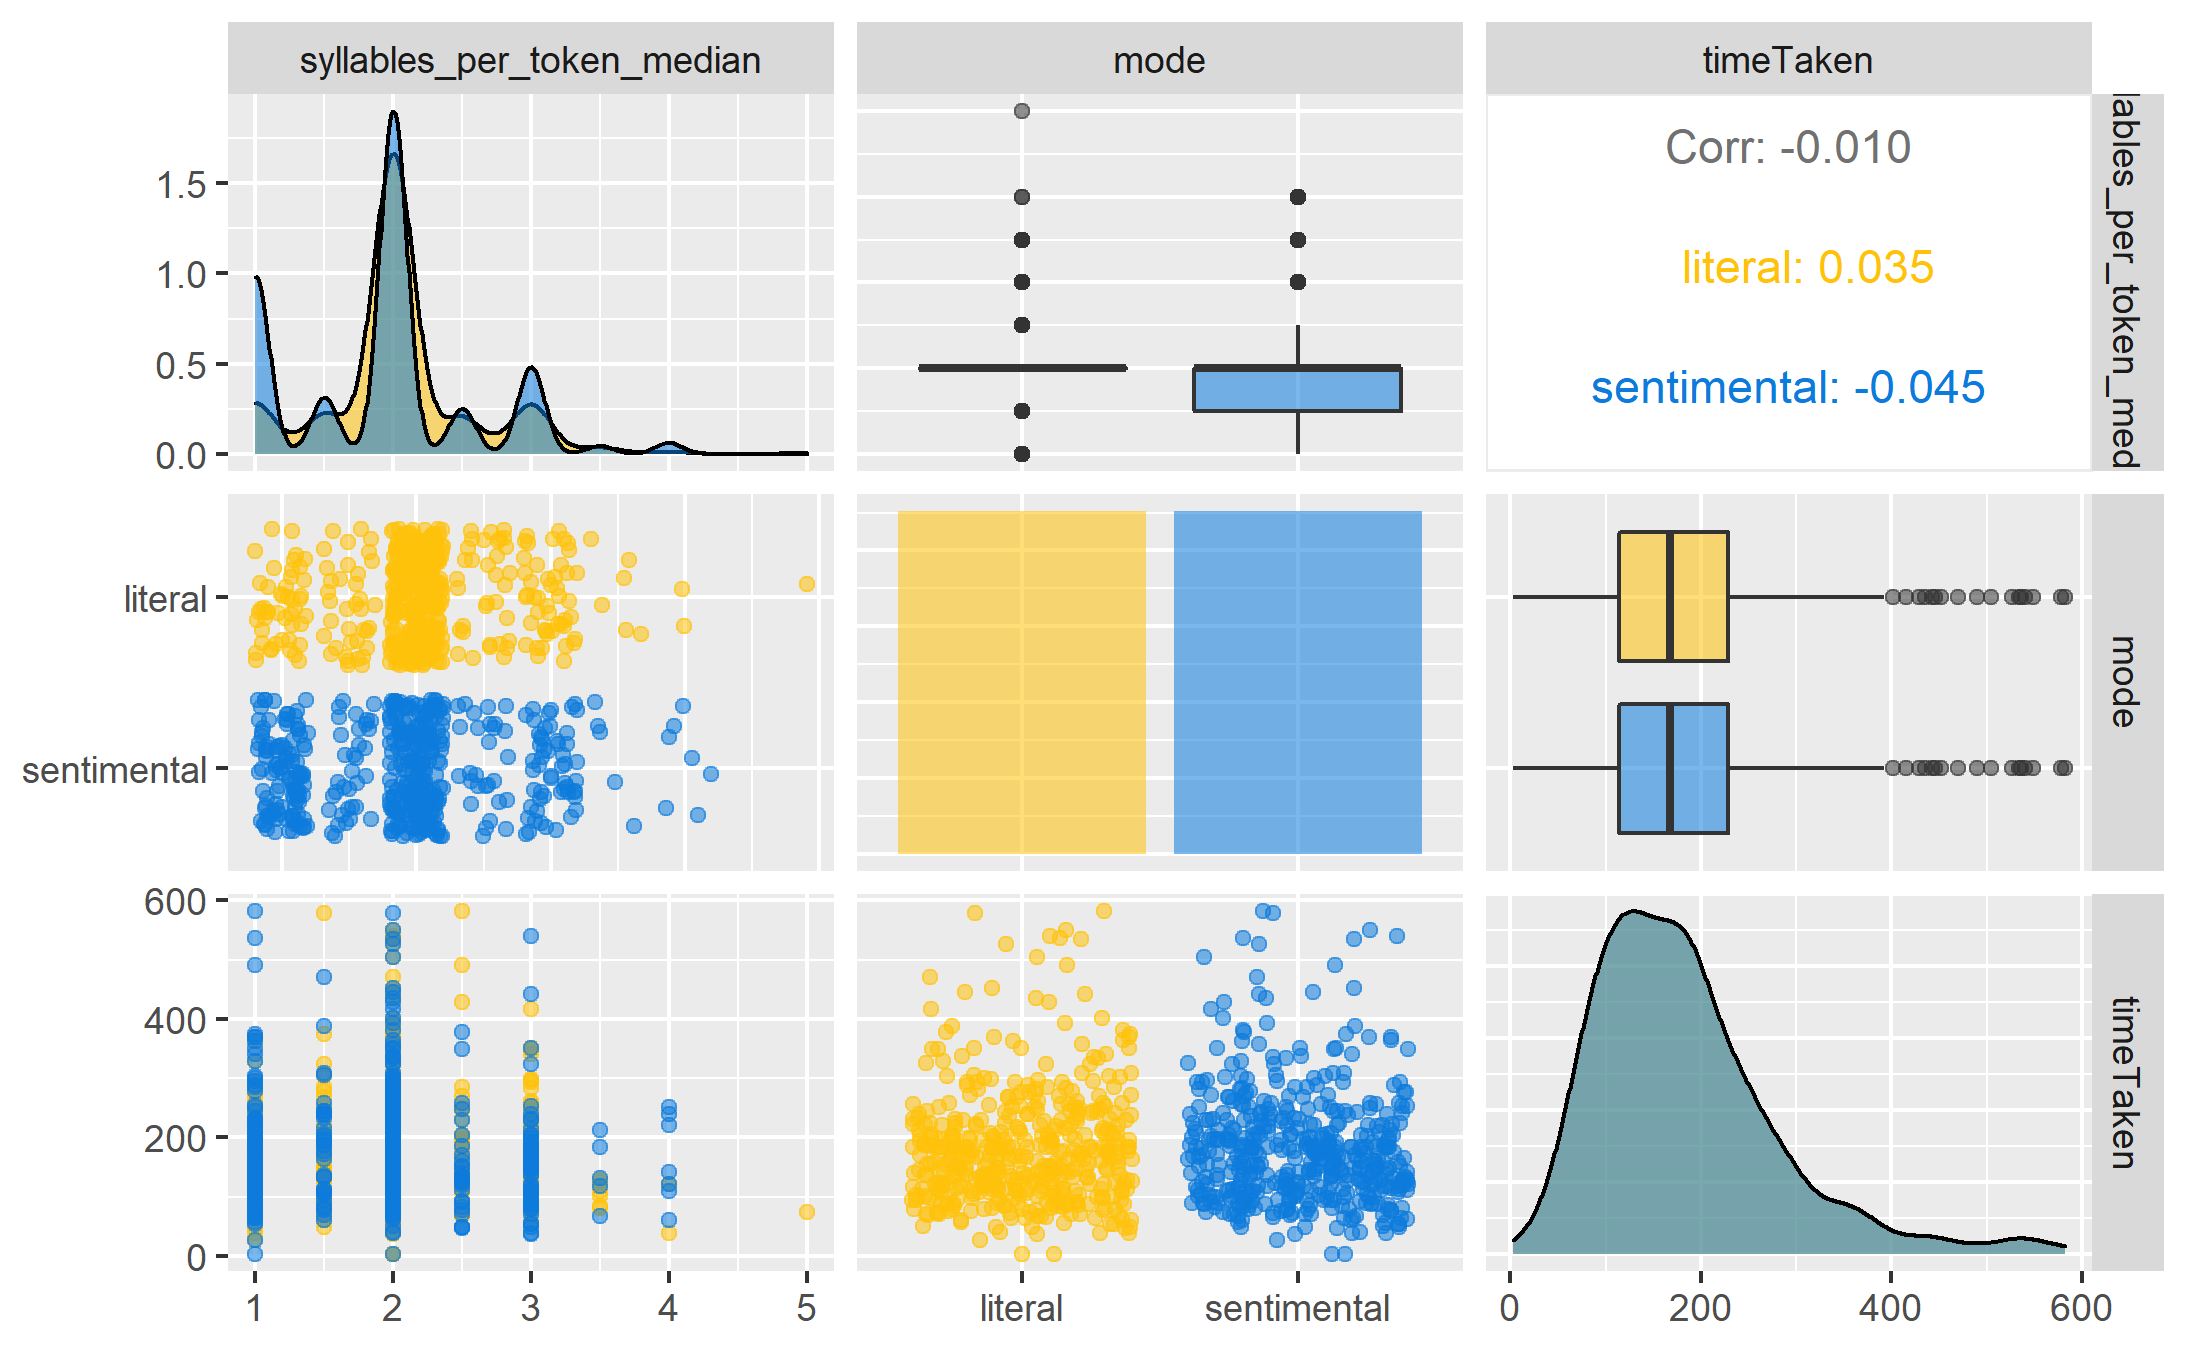 syllables_per_token_median
mode
timeTaken
1.5
1.0
0.5
0.0
Corr: -0.010
literal: 0.035
sentimental: -0.045
lables_per_token_med
literal
sentimental
mode
600
400
200
0
timeTaken
1 2 3 4 5
literal sentimental
0 200 400 600